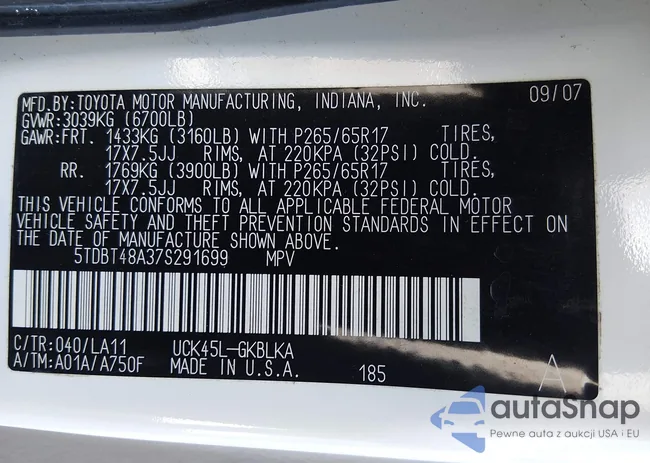 MFD.BY:TOYOTA MOTOR MANUFACTURING, INDIANA, INC. 09/07
GVWR:3039KG (6700LB)
GAWR:FRT. 1433KG (3160LB) WITH P265/65R17 TIRES,
17X7.5JJ RIMS, AT 220KPA (32PSI) COLD.
RR. 1769KG (3900LB) WITH P265/65R17 TIRES,
17X7.5JJ RIMS, AT 220KPA (32PSI) COLD.
THIS VEHICLE CONFORMS TO ALL APPLICABLE FEDERAL MOTOR
VEHICLE SAFETY AND THEFT PREVENTION STANDARDS IN EFFECT ON
THE DATE OF MANUFACTURE SHOWN ABOVE.
5TDBT48A37S291699 MPV
C/TR:040/LA11 UCK45L-GKBLKA
A/TM:A01A/A750F MADE IN U.S.A. 185 A
autaSnap
Pewne auta z aukcji USA i EU